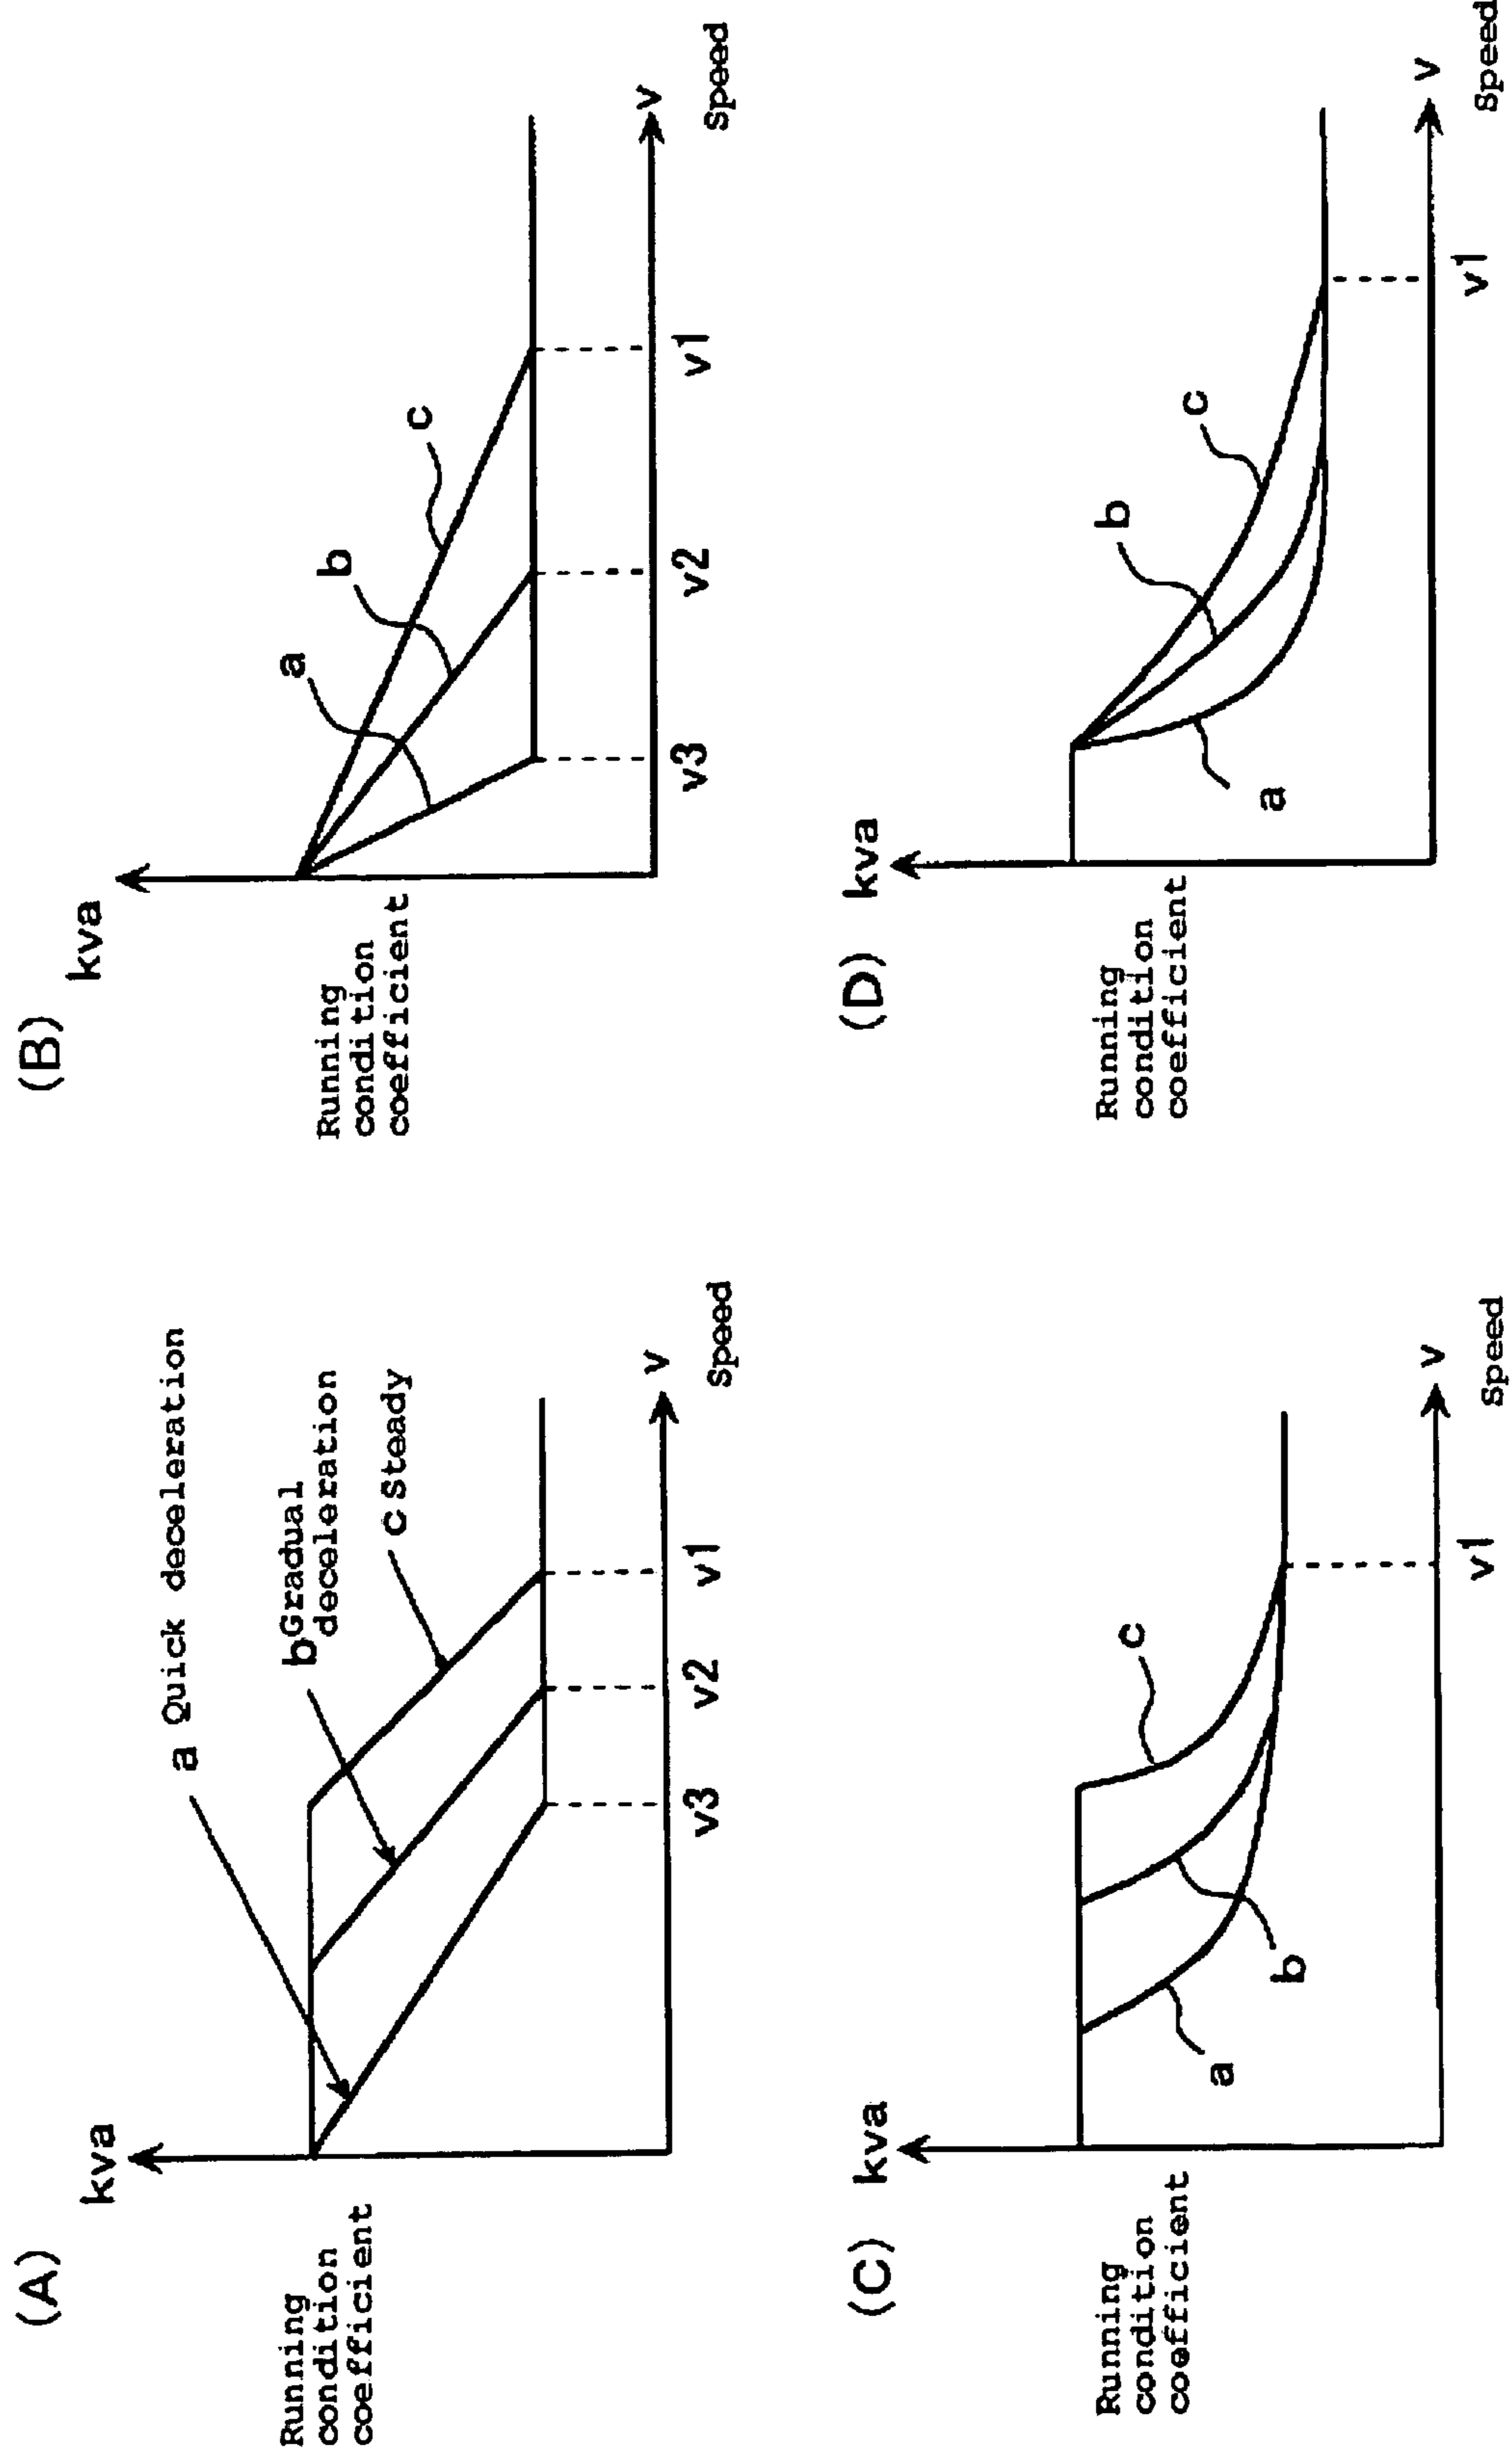 (A)
kva
Running
condition
coefficient
a Quick deceleration
b Gradual
deceleration
c Steady
v3
v2
v1
v
Speed
(B)
kva
Running
condition
coefficient
a
b
c
v3
v2
v1
v
Speed
(C)
kva
Running
condition
coefficient
a
b
c
v1
v
Speed
(D)
kva
Running
condition
coefficient
a
b
c
v1
v
Speed